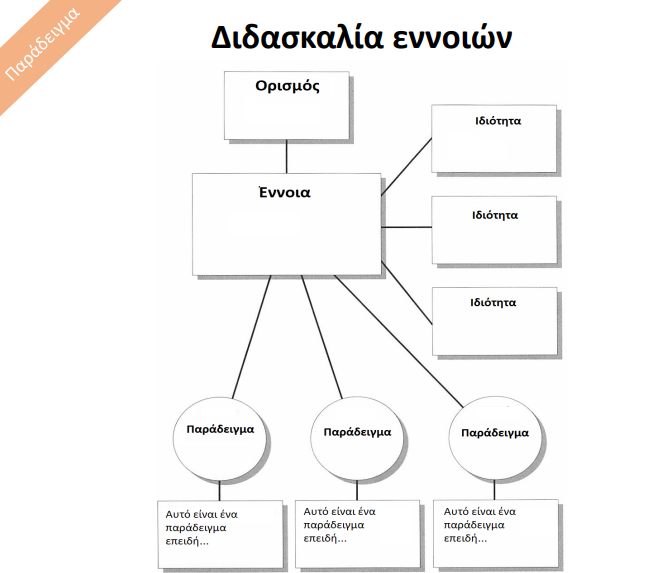 Παράδειγμα
Διδασκαλία εννοιών
Ορισμός
Ιδιότητα
Έννοια
Ιδιότητα
Ιδιότητα
Παράδειγμα
Παράδειγμα
Παράδειγμα
Αυτό είναι ένα
παράδειγμα
επειδή...
Αυτό είναι ένα
παράδειγμα
επειδή...
Αυτό είναι ένα
παράδειγμα
επειδή...